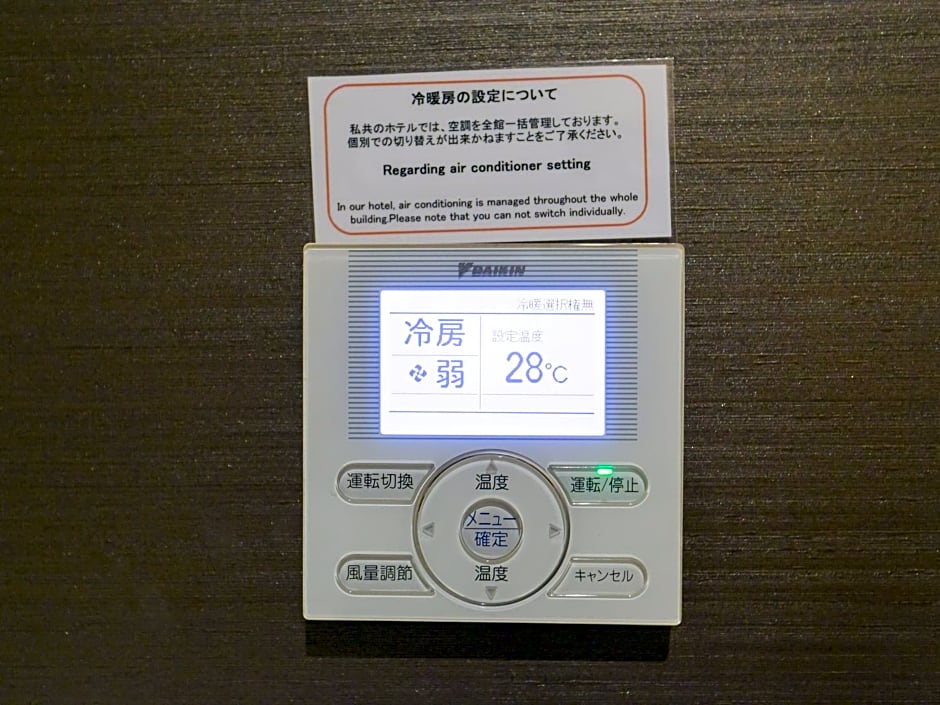 冷暖房の設定について
私共のホテルでは、空調を全館一括管理しております。
個別での切り替えが出来かねますことをご了承ください。
Regarding air conditioner setting
In our hotel, air conditioning is managed throughout the whole
building.Please note that you can not switch individually.
DAIKIN
冷暖選択権無
冷房
設定温度
弱
28°C
運転切換
温度
運転/停止
メニュー
確定
風量調節
温度
キャンセル